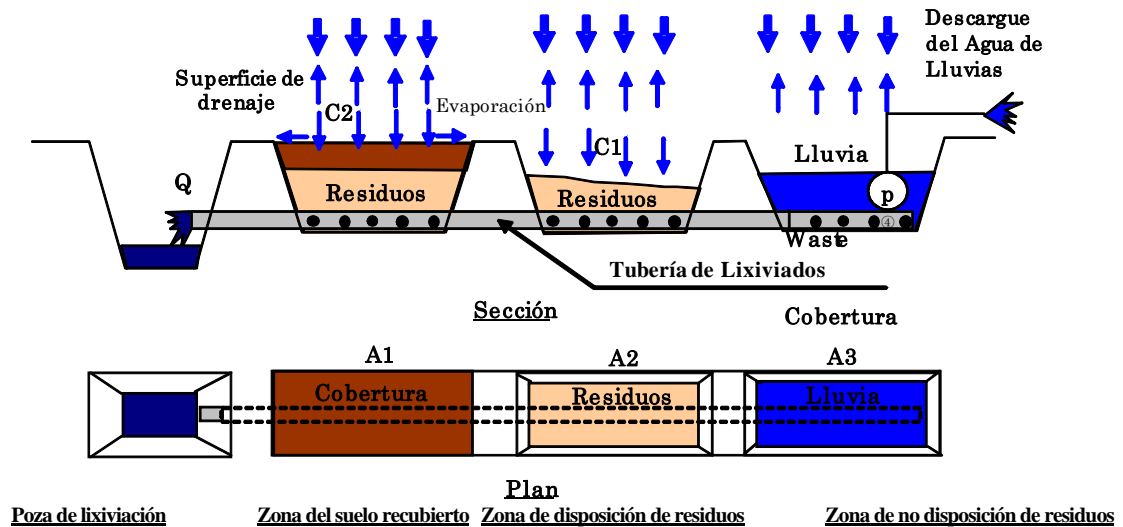 Descargue
del Agua de
Lluvias
Superficie de
drenaje
Evaporación
C2
C1
Lluvia
Q
Residuos
Residuos
p
④
Waste
Tubería de Lixiviados
Sección
Cobertura
A1
A2
A3
Cobertura
Residuos
Lluvia
Plan
Poza de lixiviación
Zona del suelo recubierto
Zona de disposición de residuos
Zona de no disposición de residuos